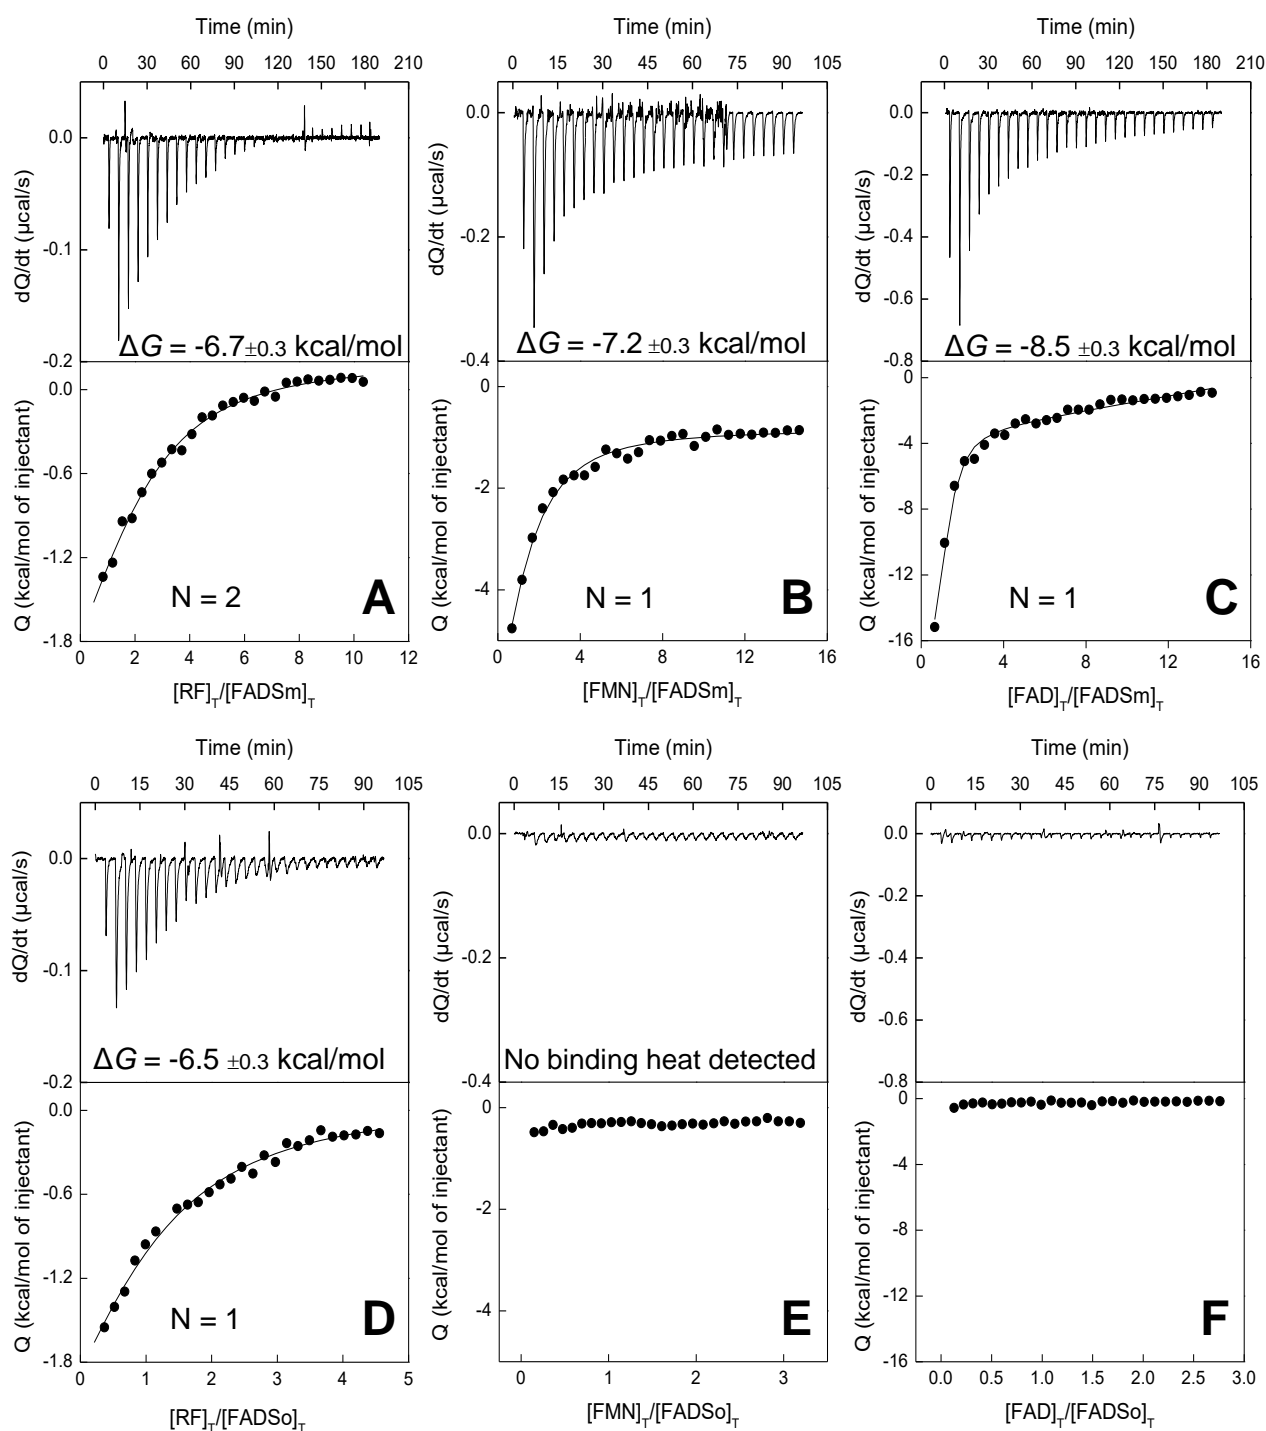 Time (min)
0 30 60 90 120 150 180 210
0.0
-0.1
-0.2
dQ/dt (μcal/s)
ΔG = -6.7±0.3 kcal/mol
0.0
-0.6
-1.2
-1.8
Q (kcal/mol of injectant)
N = 2
A
0 2 4 6 8 10 12
[RF]T/[FADSm]T
Time (min)
0 15 30 45 60 75 90 105
0.0
-0.2
-0.4
dQ/dt (μcal/s)
ΔG = -7.2 ±0.3 kcal/mol
0
-2
-4
Q (kcal/mol of injectant)
N = 1
B
0 4 8 12 16
[FMN]T/[FADSm]T
Time (min)
0 30 60 90 120 150 180 210
0.0
-0.2
-0.4
-0.6
-0.8
dQ/dt (μcal/s)
ΔG = -8.5 ±0.3 kcal/mol
0
-4
-8
-12
-16
Q (kcal/mol of injectant)
N = 1
C
0 4 8 12 16
[FAD]T/[FADSm]T
Time (min)
0 15 30 45 60 75 90 105
0.0
-0.1
-0.2
dQ/dt (μcal/s)
ΔG = -6.5 ±0.3 kcal/mol
0.0
-0.6
-1.2
-1.8
Q (kcal/mol of injectant)
N = 1
D
0 1 2 3 4 5
[RF]T/[FADSo]T
Time (min)
0 15 30 45 60 75 90 105
0.0
-0.2
-0.4
dQ/dt (μcal/s)
No binding heat detected
0
-2
-4
Q (kcal/mol of injectant)
E
0 1 2 3
[FMN]T/[FADSo]T
Time (min)
0 15 30 45 60 75 90 105
0.0
-0.2
-0.4
-0.6
-0.8
dQ/dt (μcal/s)
0
-4
-8
-12
-16
Q (kcal/mol of injectant)
F
0.0 0.5 1.0 1.5 2.0 2.5 3.0
[FAD]T/[FADSo]T